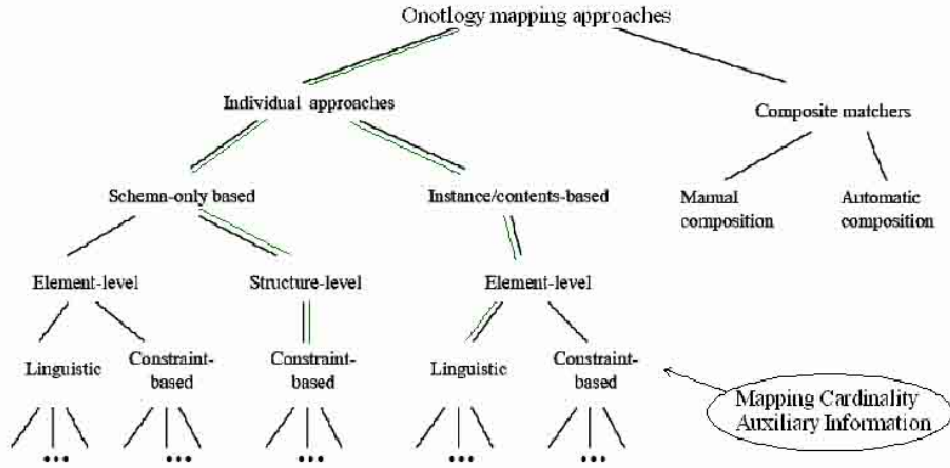 Onotlogy mapping approaches
Individual approaches
Composite matchers
Schema-only based
Instance/contents-based
Manual
composition
Automatic
composition
Element-level
Structure-level
Element-level
Linguistic
Constraint-
based
Constraint-
based
Linguistic
Constraint-
based
Mapping Cardinality
Auxiliary Information